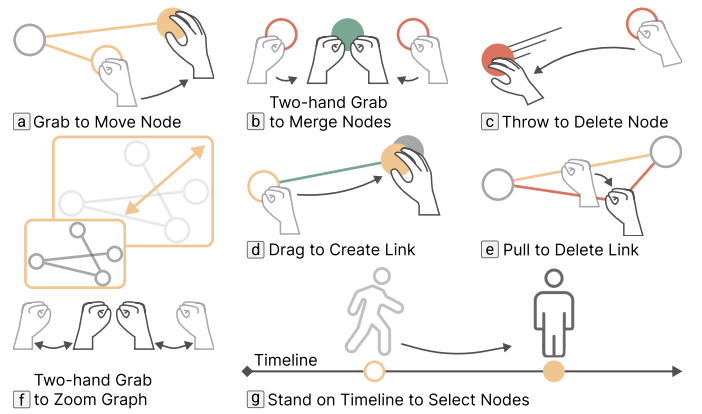 a Grab to Move Node
Two-hand Grab
b to Merge Nodes
c Throw to Delete Node
d Drag to Create Link
e Pull to Delete Link
Two-hand Grab
f to Zoom Graph
Timeline
g Stand on Timeline to Select Nodes